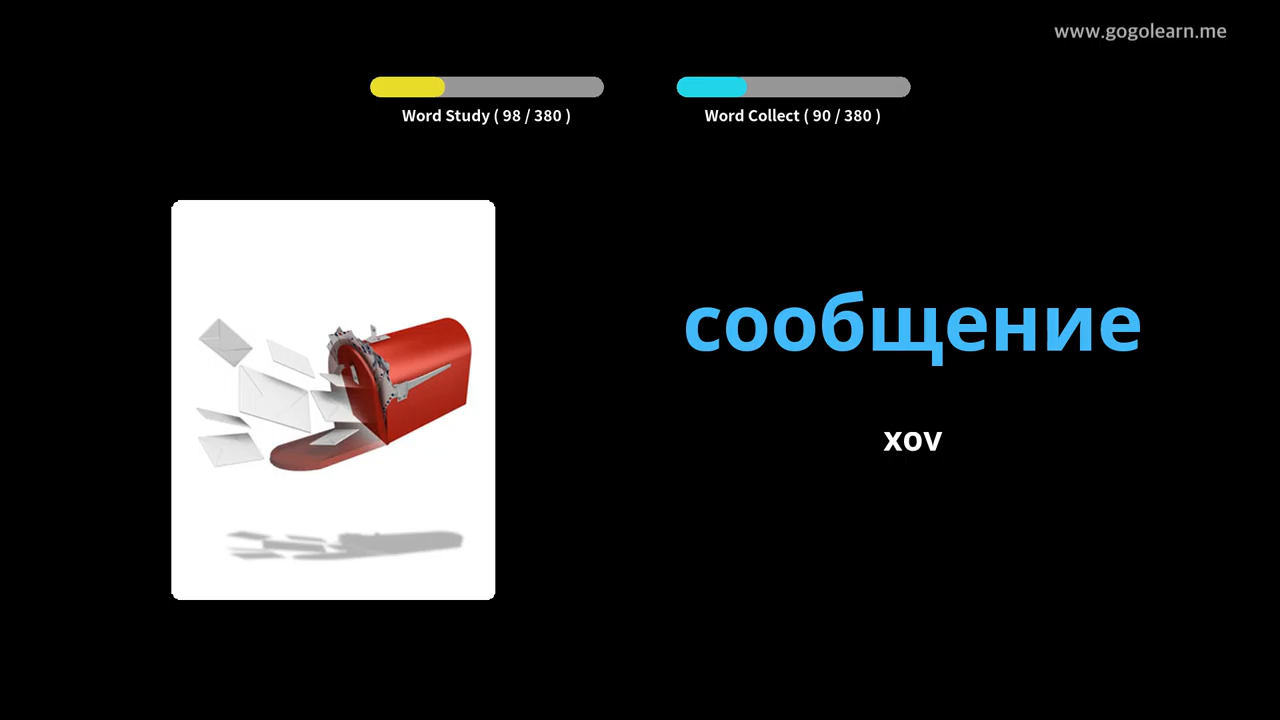 www.gogolearn.me
Word Study ( 98 / 380 )
Word Collect ( 90 / 380 )
сообщение
xov